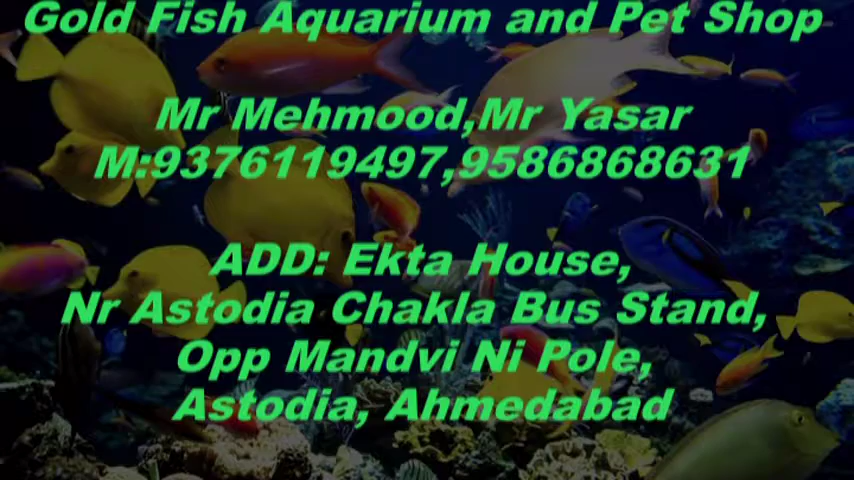 Gold Fish Aquarium and Pet Shop
Mr Mehmood,Mr Yasar
M:9376119497,9586868631
ADD: Ekta House,
Nr Astodia Chakla Bus Stand,
Opp Mandvi Ni Pole,
Astodia, Ahmedabad